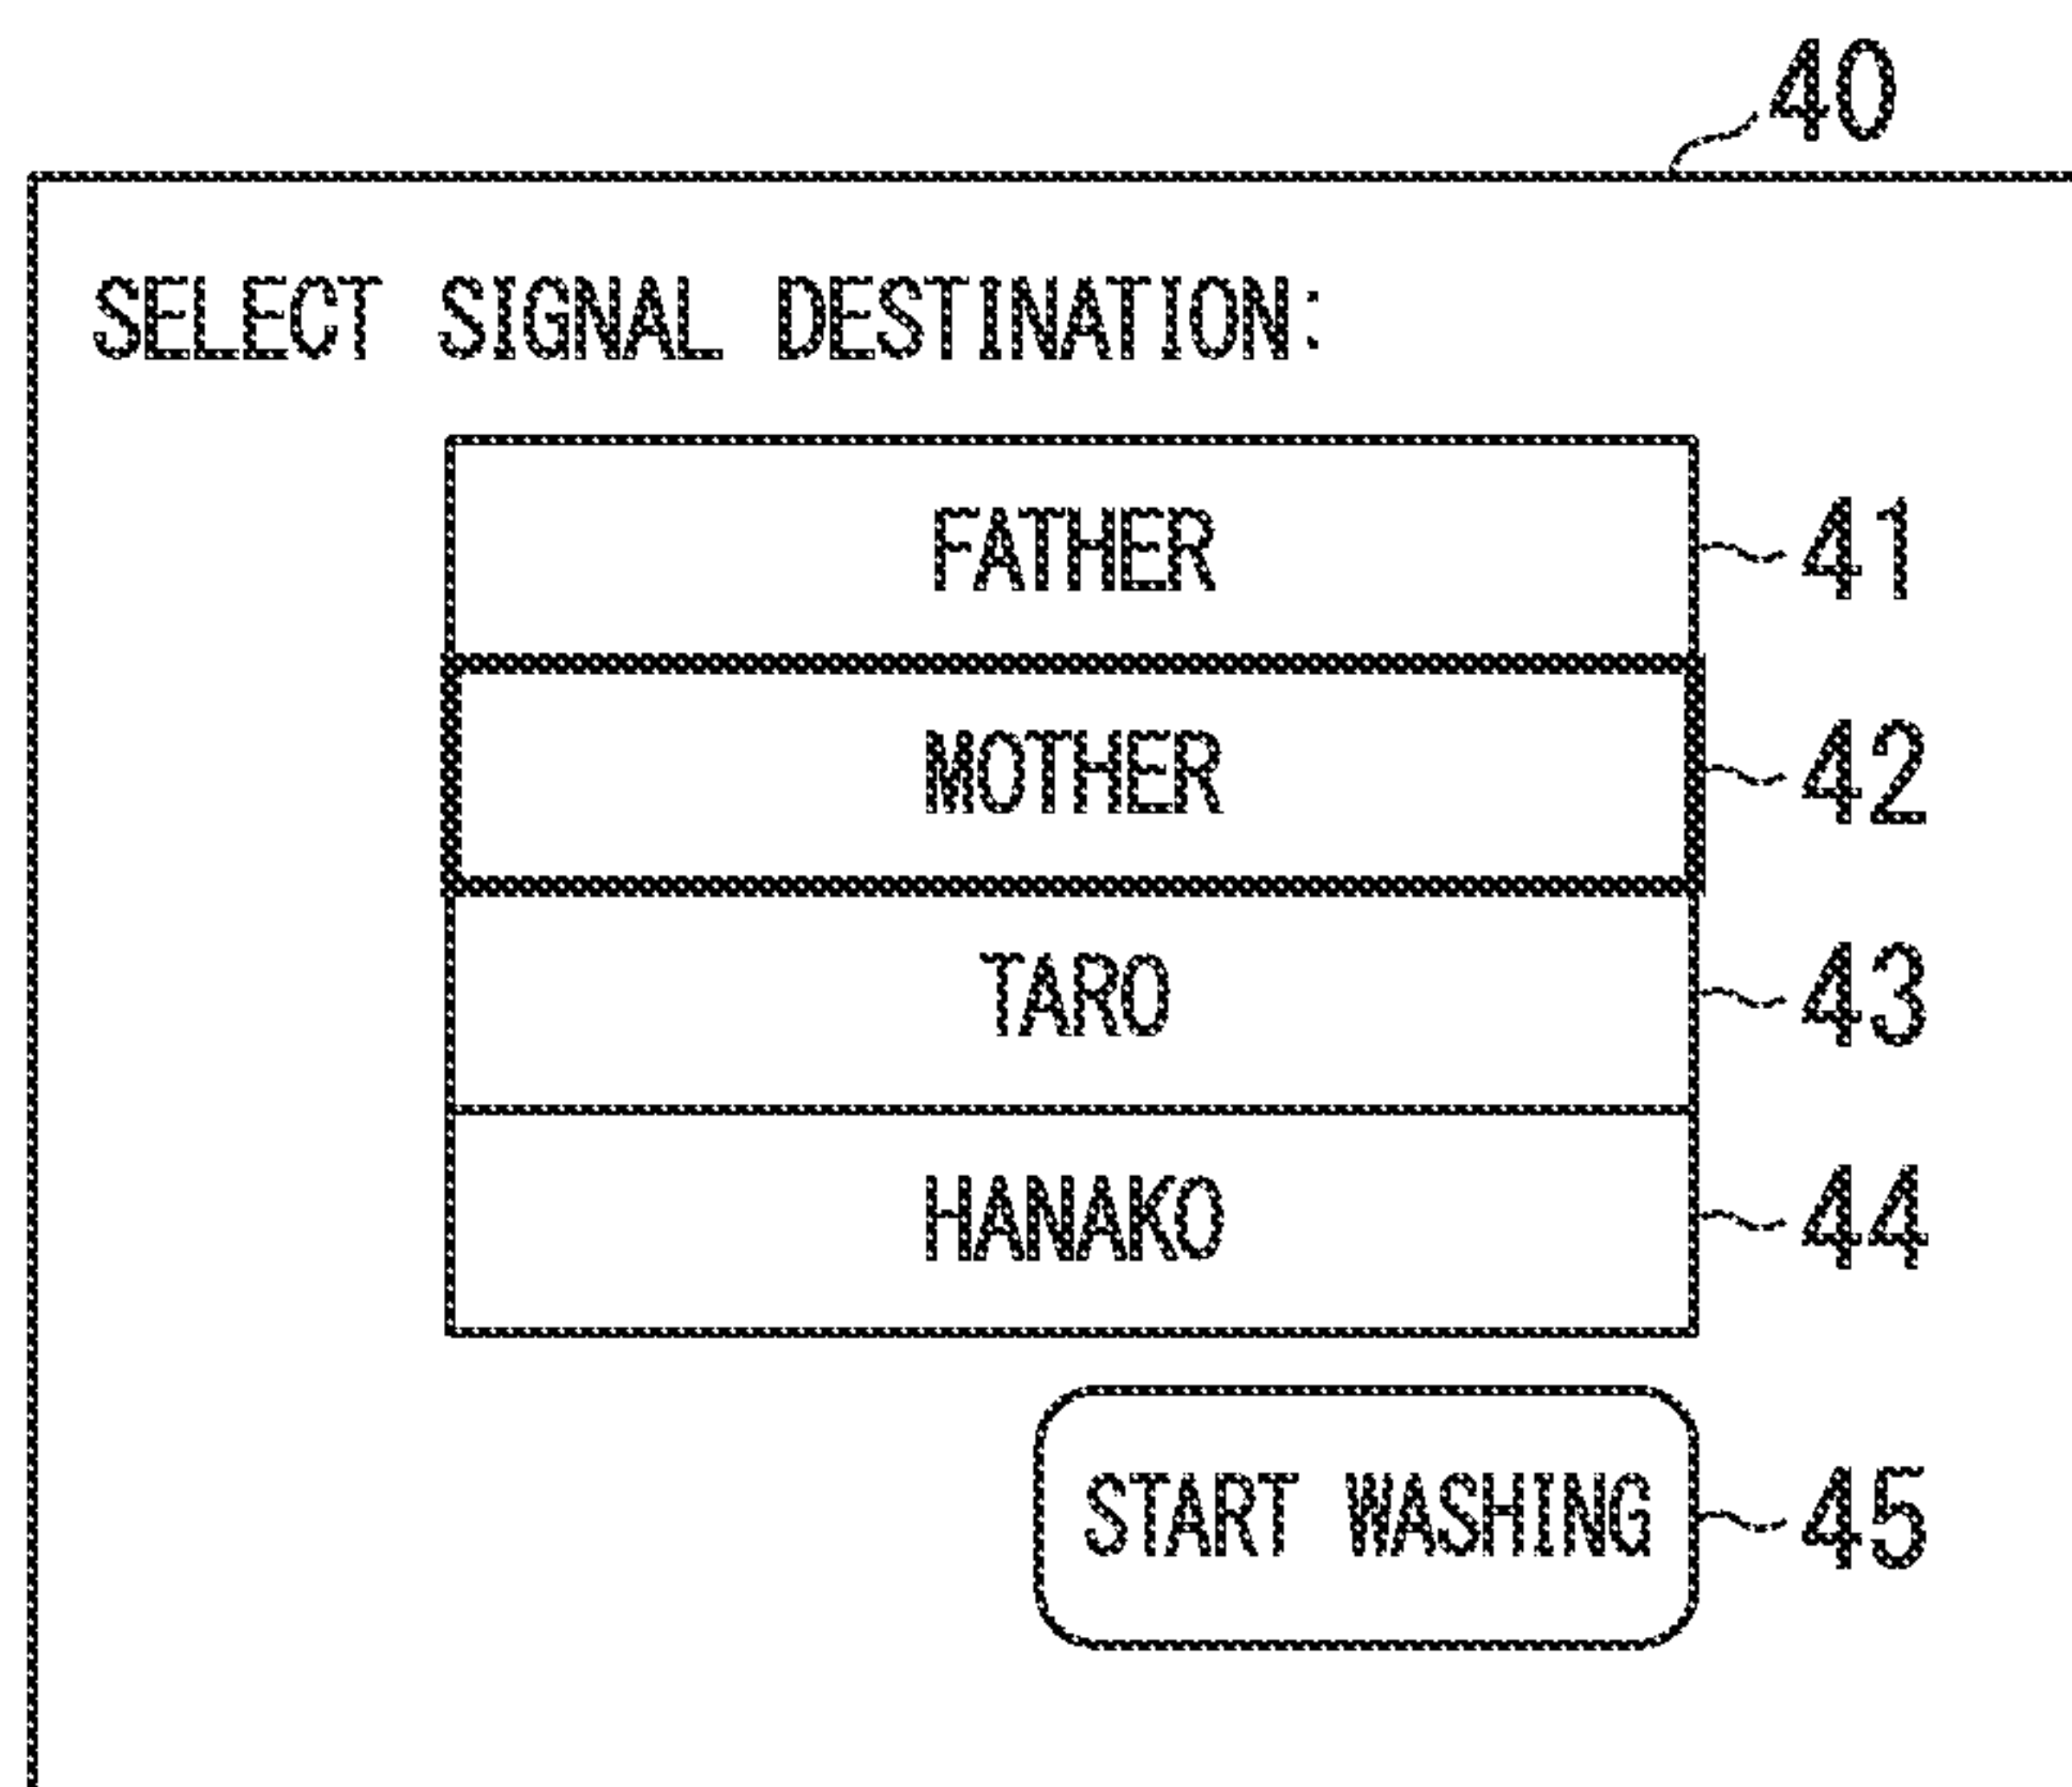 40
SELECT SIGNAL DESTINATION:
FATHER 41
MOTHER 42
TARO 43
HANAKO 44
START WASHING 45